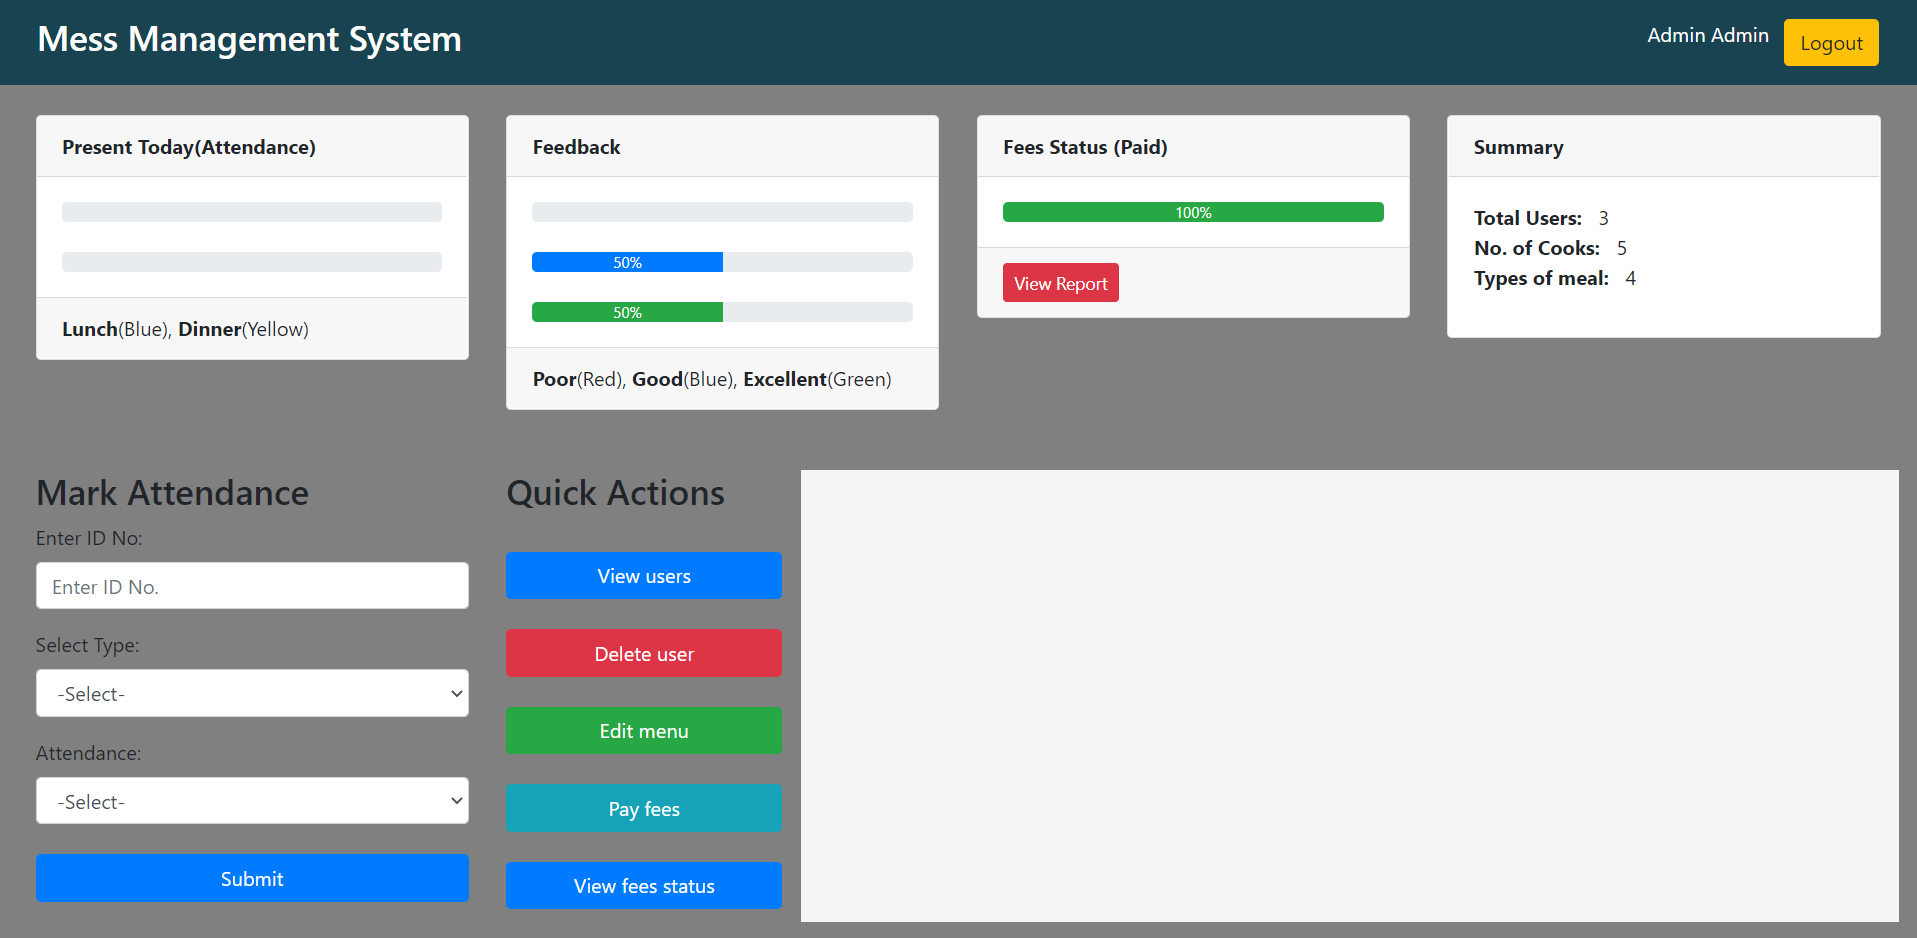 Mess Management System
Admin Admin
Logout
Present Today(Attendance)
Lunch(Blue), Dinner(Yellow)
Feedback
50%
50%
Poor(Red), Good(Blue), Excellent(Green)
Fees Status (Paid)
100%
View Report
Summary
Total Users: 3
No. of Cooks: 5
Types of meal: 4
Mark Attendance
Enter ID No:
Enter ID No.
Select Type:
-Select-
Attendance:
-Select-
Submit
Quick Actions
View users
Delete user
Edit menu
Pay fees
View fees status